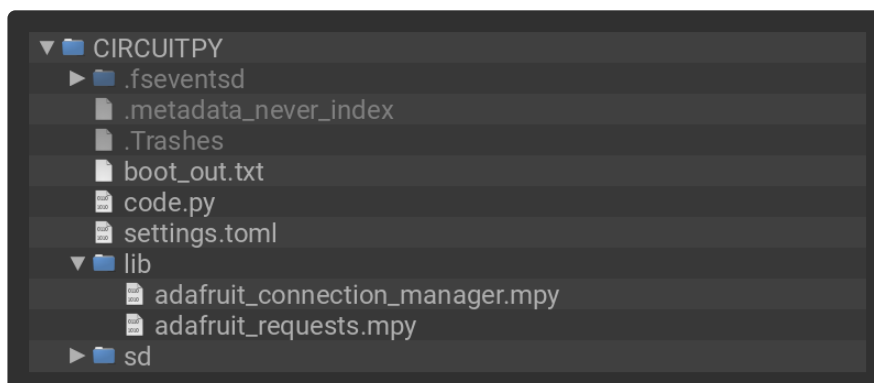 CIRCUITPY
.fseventsd
.metadata_never_index
.Trashes
boot_out.txt
code.py
settings.toml
lib
adafruit_connection_manager.mpy
adafruit_requests.mpy
sd